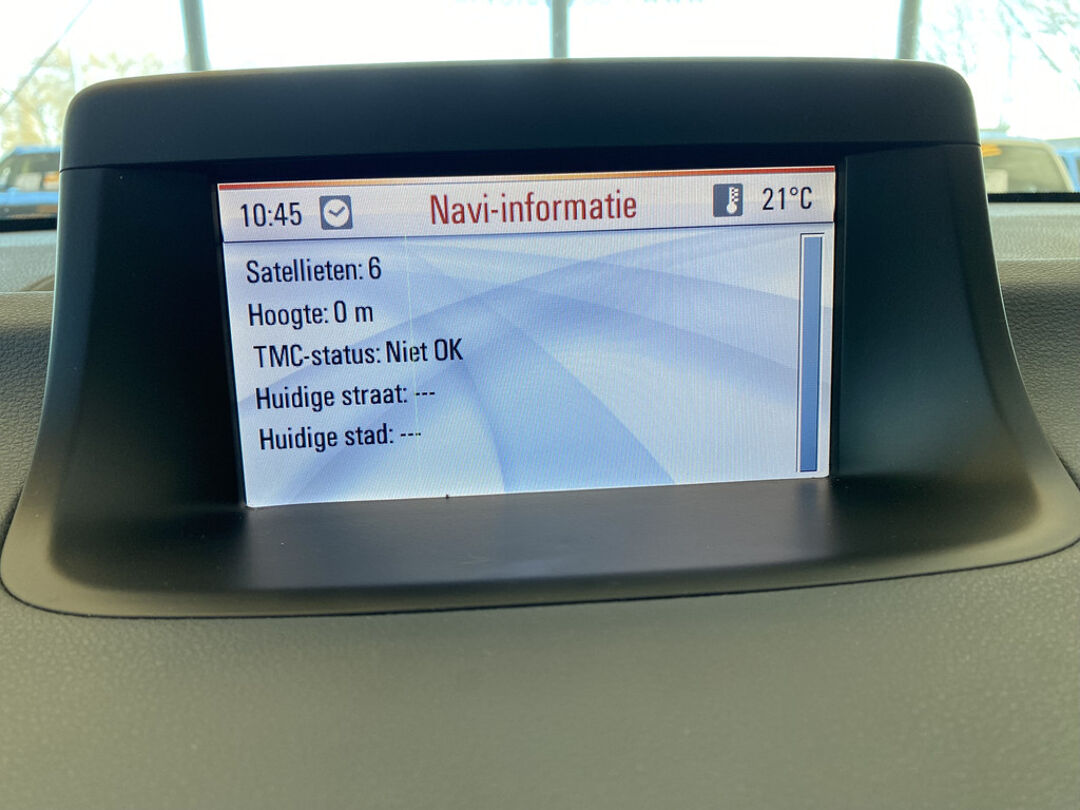 10:45 Navi-informatie 21°C
Satellieten: 6
Hoogte: 0 m
TMC-status: Niet OK
Huidige straat: ---
Huidige stad: ---